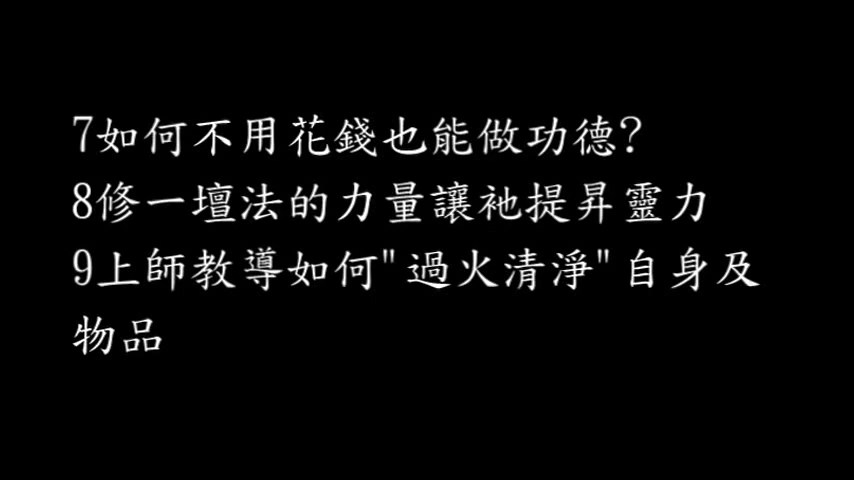 7如何不用花錢也能做功德?
8修一壇法的力量讓祂提昇靈力
9上師教導如何"過火清淨"自身及
物品